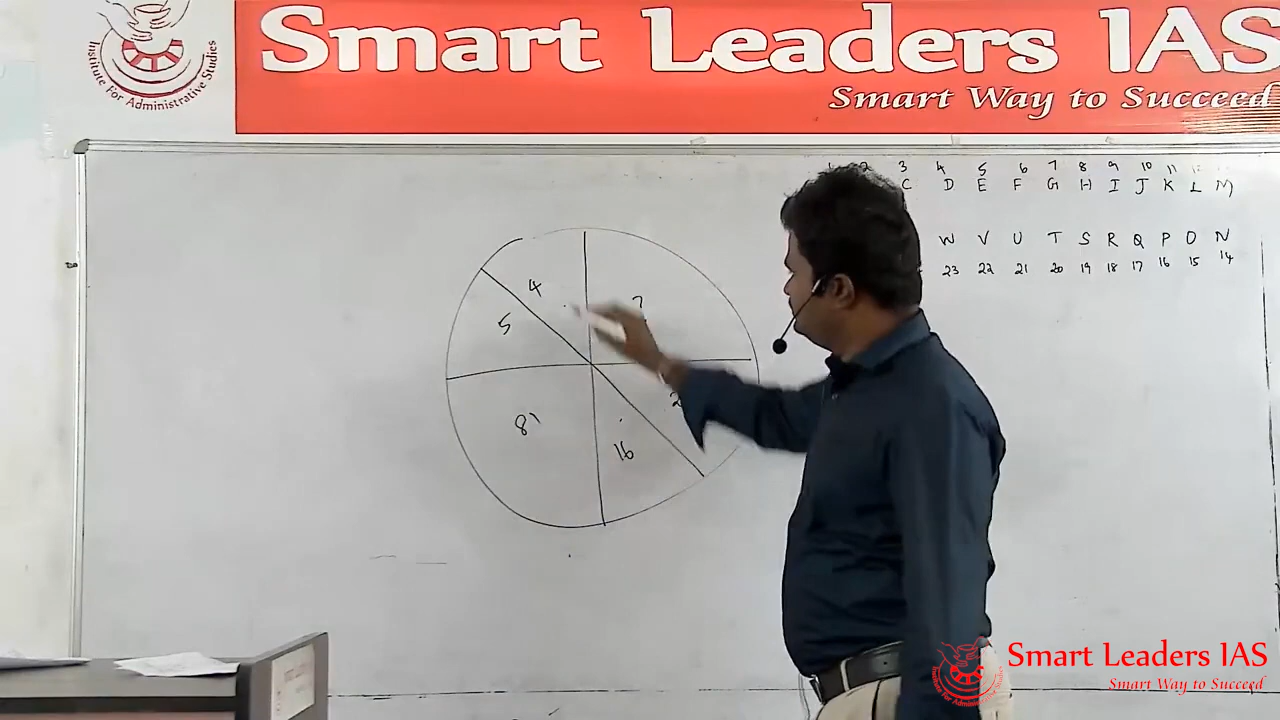 Smart Leaders IAS
Smart Way to Succeed
Institute For Administrative Studies
3 4 5 6 7 8 9 10 11
C D E F G H I J K L M
W V U T S R Q P O N
23 22 21 20 19 18 17 16 15 14
4
5
16
Smart Leaders IAS
Smart Way to Succeed